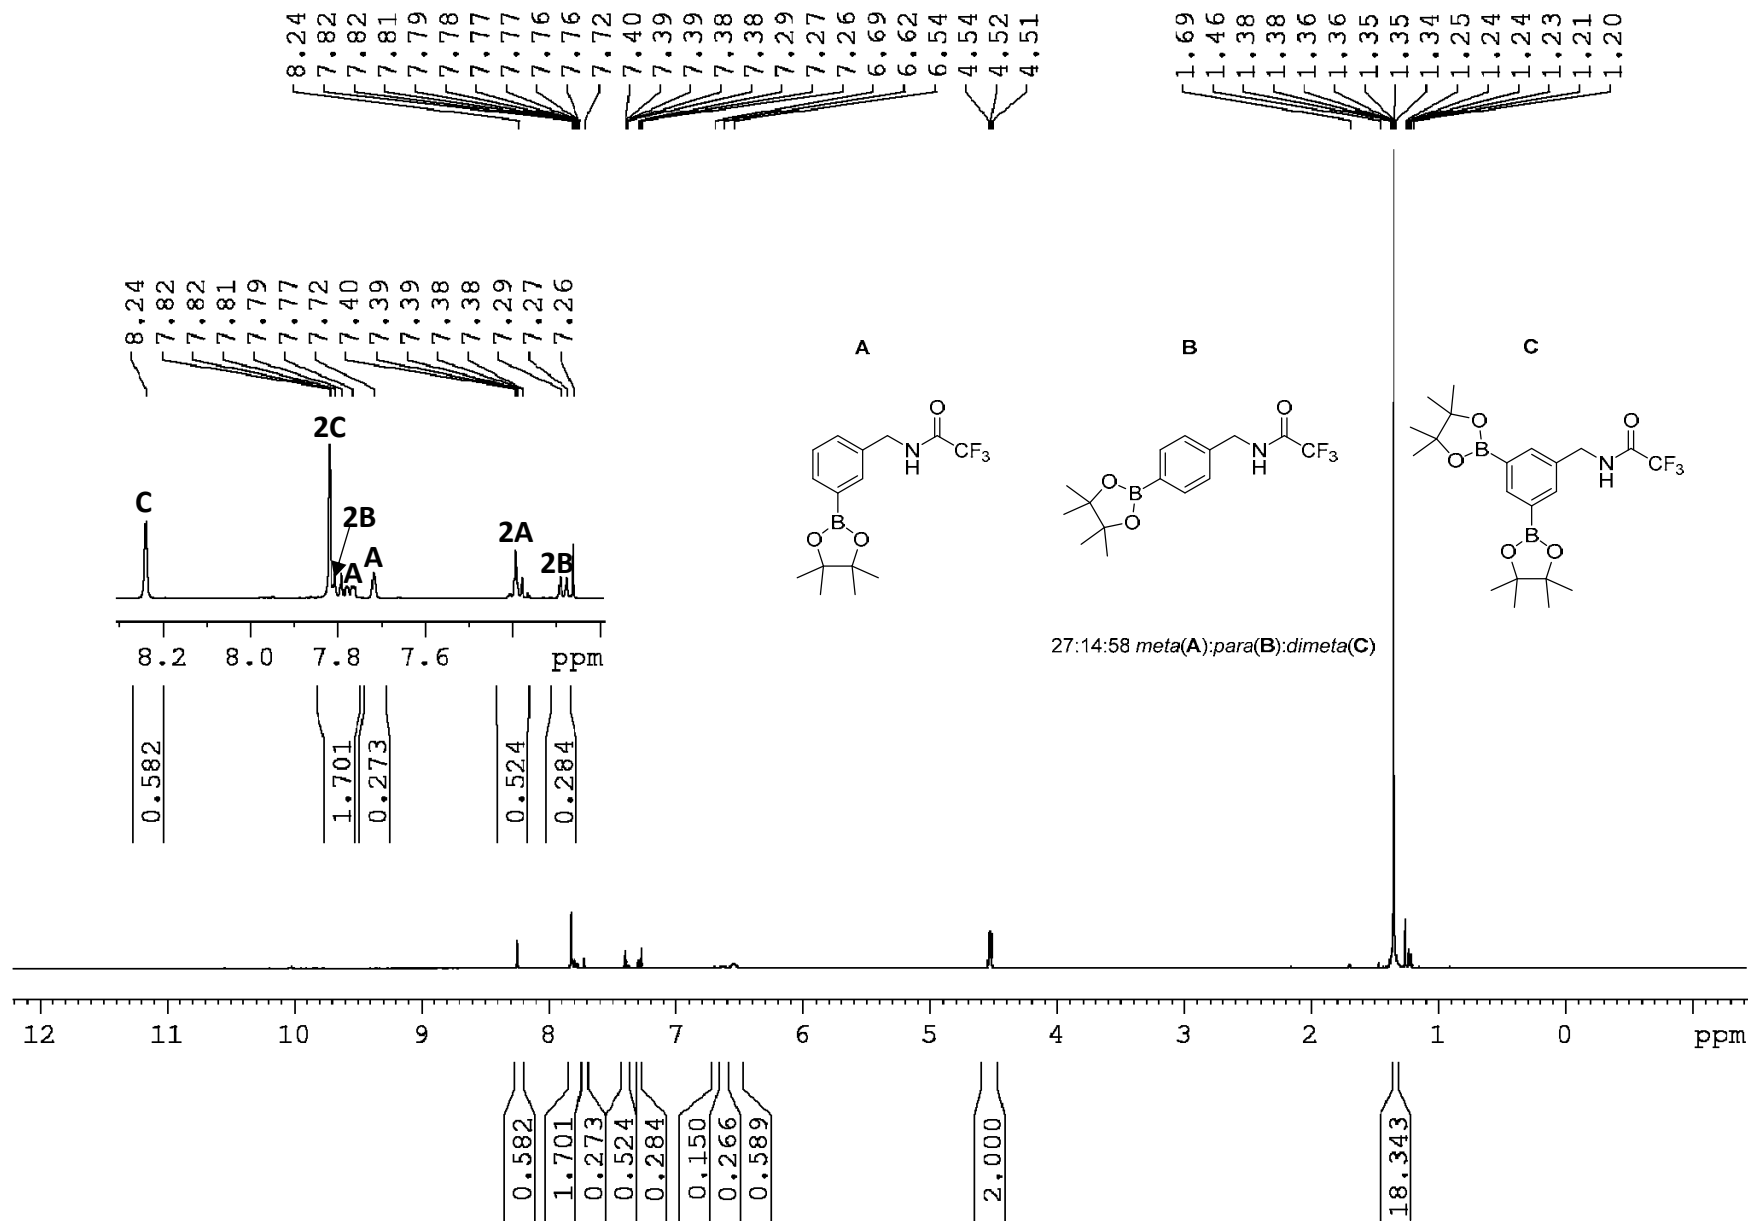 8.24 7.82 7.82 7.81 7.79 7.78 7.77 7.77 7.76 7.76 7.72 7.40 7.39 7.39 7.38 7.38 7.29 7.27 7.26 6.69 6.62 6.54 4.54 4.52 4.51 1.69 1.46 1.38 1.38 1.36 1.36 1.35 1.35 1.34 1.25 1.24 1.24 1.23 1.21 1.20
8.24 7.82 7.82 7.81 7.79 7.77 7.72 7.40 7.39 7.39 7.38 7.38 7.29 7.27 7.26
A B C
C 2C 2B A A 2A 2B
8.2 8.0 7.8 7.6 ppm
0.582 1.701 0.273 0.524 0.284
O
N
H
CF3
B
O O
O
N
H
CF3
O
B
O
O
B
O
O
N
H
CF3
B
O O
27:14:58 meta(A):para(B):dimeta(C)
12 11 10 9 8 7 6 5 4 3 2 1 0 ppm
0.582 1.701 0.273 0.524 0.284 0.150 0.266 0.589 2.000 18.343